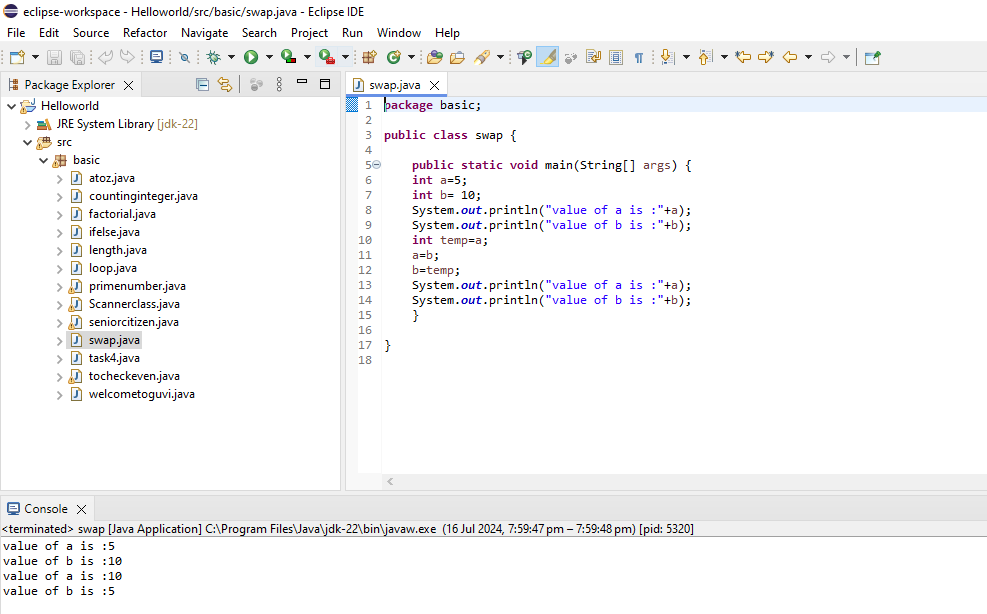 eclipse-workspace - Helloworld/src/basic/swap.java - Eclipse IDE
File Edit Source Refactor Navigate Search Project Run Window Help
Package Explorer
Helloworld
JRE System Library [jdk-22]
src
basic
atoz.java
countinginteger.java
factorial.java
ifelse.java
length.java
loop.java
primenumber.java
Scannerclass.java
seniorcitizen.java
swap.java
task4.java
tocheckeven.java
welcometoguvi.java
swap.java
1 package basic;
2
3 public class swap {
4
5 public static void main(String[] args) {
6 int a=5;
7 int b= 10;
8 System.out.println("value of a is :"+a);
9 System.out.println("value of b is :"+b);
10 int temp=a;
11 a=b;
12 b=temp;
13 System.out.println("value of a is :"+a);
14 System.out.println("value of b is :"+b);
15 }
16
17 }
18
Console
<terminated> swap [Java Application] C:\Program Files\Java\jdk-22\bin\javaw.exe (16 Jul 2024, 7:59:47 pm – 7:59:48 pm) [pid: 5320]
value of a is :5
value of b is :10
value of a is :10
value of b is :5